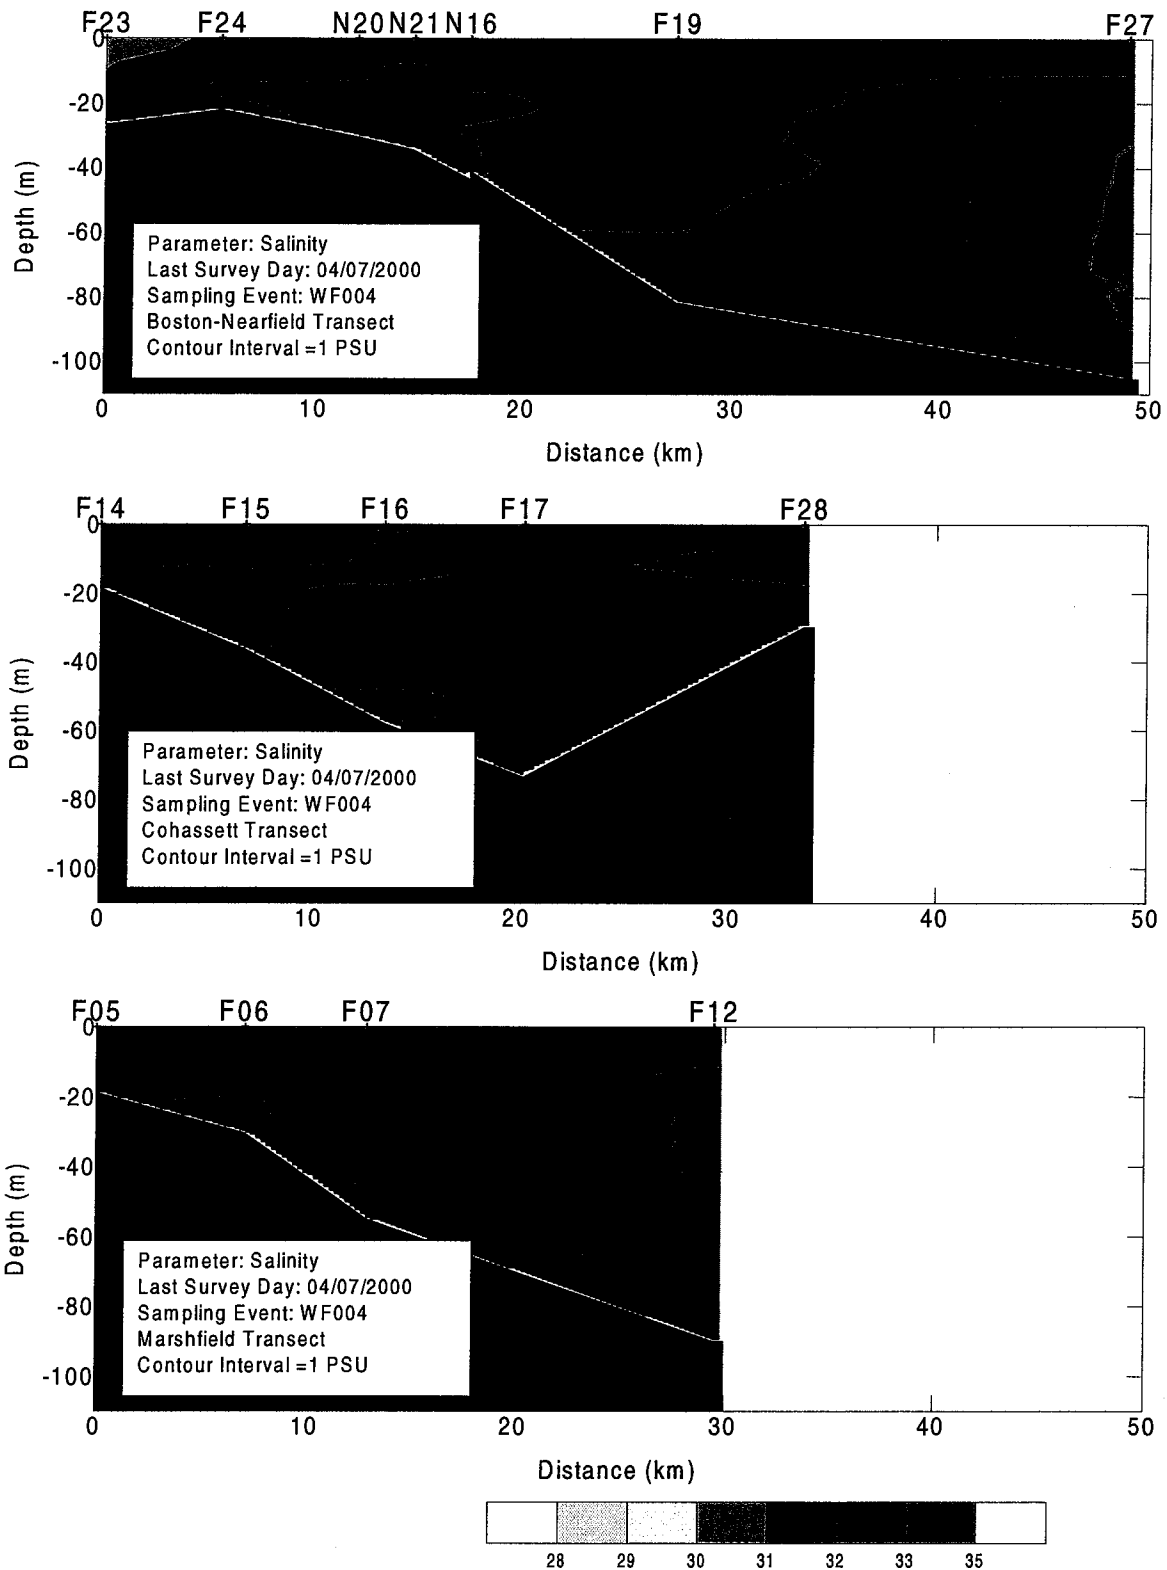 F23 F24 N20 N21 N16 F19 F27
0
-20
-40
-60
-80
-100
Depth (m)
Parameter: Salinity
Last Survey Day: 04/07/2000
Sampling Event: WF004
Boston-Nearfield Transect
Contour Interval =1 PSU
0 10 20 30 40 50
Distance (km)
F14 F15 F16 F17 F28
0
-20
-40
-60
-80
-100
Depth (m)
Parameter: Salinity
Last Survey Day: 04/07/2000
Sampling Event: WF004
Cohassett Transect
Contour Interval =1 PSU
0 10 20 30 40 50
Distance (km)
F05 F06 F07 F12
0
-20
-40
-60
-80
-100
Depth (m)
Parameter: Salinity
Last Survey Day: 04/07/2000
Sampling Event: WF004
Marshfield Transect
Contour Interval =1 PSU
0 10 20 30 40 50
Distance (km)
28 29 30 31 32 33 35